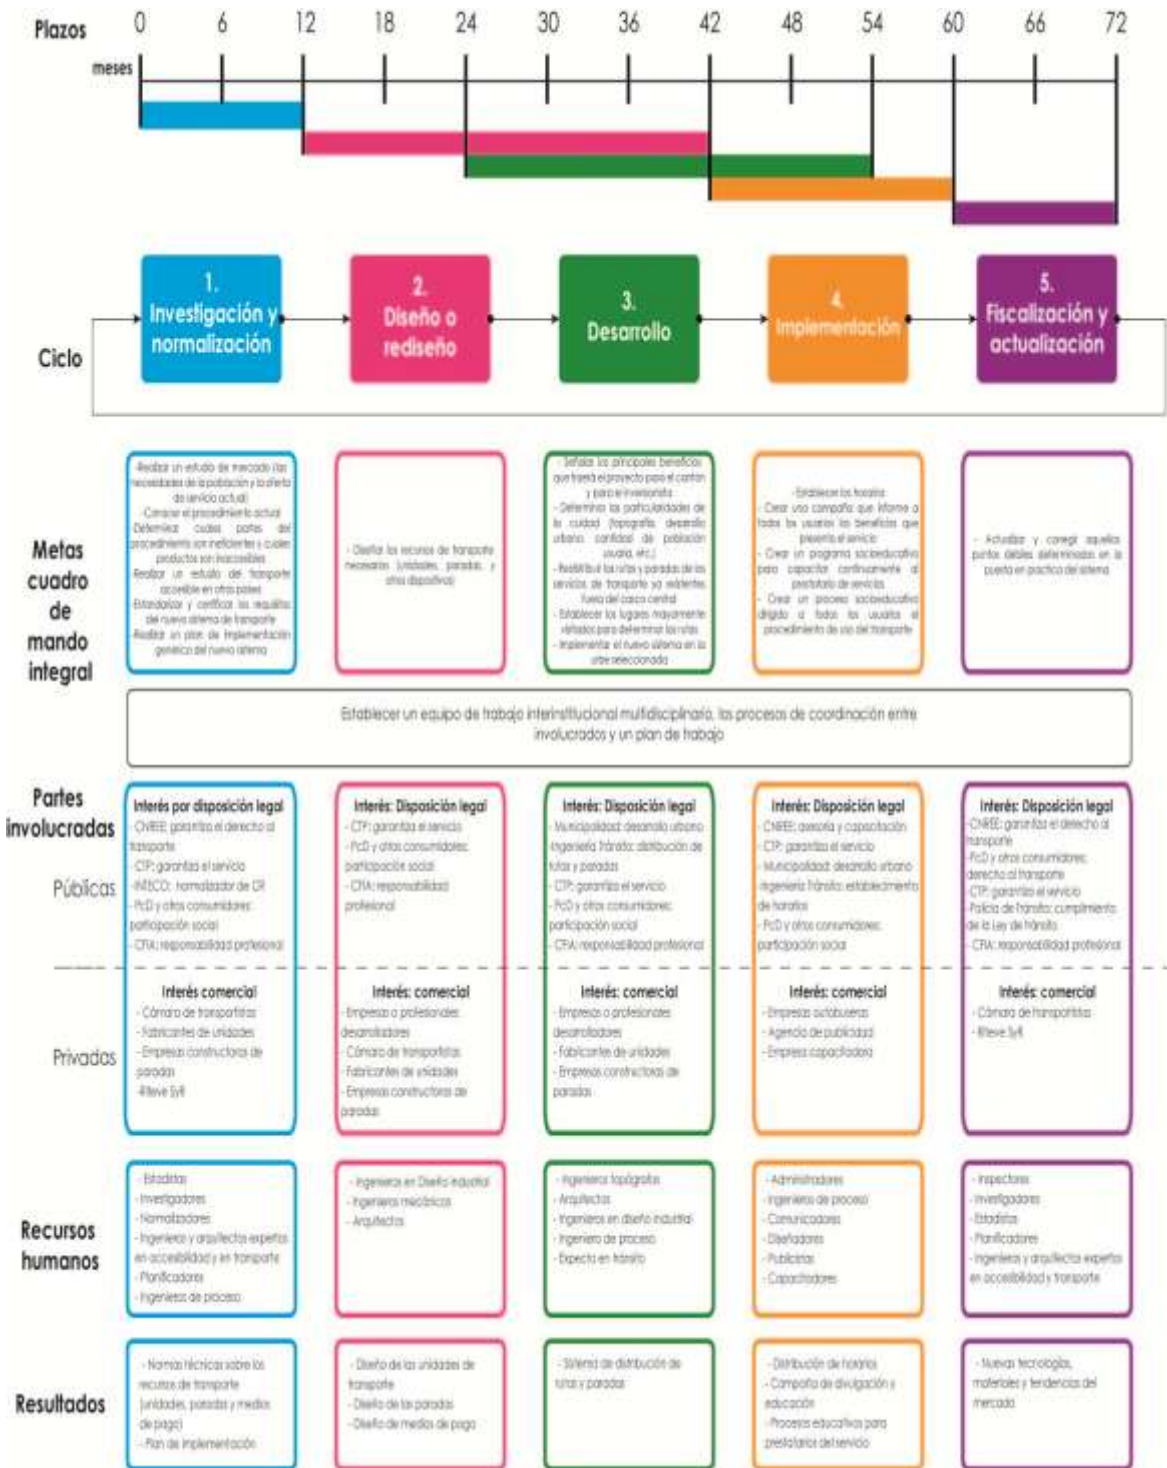 Plazos
0 6 12 18 24 30 36 42 48 54 60 66 72
meses
Ciclo
1.
Investigación y
normalización
2.
Diseño o
rediseño
3.
Desarrollo
4.
Implementación
5.
Fiscalización y
actualización
Metas
cuadro
de
mando
integral
-Realizar un estudio de mercado (las
necesidades de la población y la oferta
de servicio actual)
- Conocer el procedimiento actual
-Determinar cuáles partes del
procedimiento son ineficientes y cuáles
productos son inaccesibles
-Realizar un estudio del transporte
accesible en otros países
-Estandarizar y certificar los requisitos
del nuevo sistema de transporte
-Realizar un plan de implementación
genérico del nuevo sistema
- Diseñar los recursos de transporte
necesarios (unidades, paradas, y
otros dispositivos)
- Señalar los principales beneficios
que traerá el proyecto para el cantón
y para el inversionista
- Determinar las particularidades de
la cuidad (topografía, desarrollo
urbano, cantidad de población
usuaria, etc.)
- las rutas y paradas de los
servicios de transporte ya existentes
fuera del casco central
- Establecer los lugares mayormente
visitados para determinar las rutas
- Implementar el nuevo sistema en la
urbe seleccionada
- Establecer los horarios
- Crear una campaña que informe a
todos los usuarios los beneficios que
presenta el servicio
- Crear un programa socioeducativo
para capacitar continuamente al
prestatario de servicios
- Crear un proceso socioeducativo
dirigido a todos los usuarios el
procedimiento de uso del transporte
- Actualizar y corregir aquellos
puntos débiles determinados en la
puesta en practica del sistema
Establecer un equipo de trabajo interinstitucional multidisciplinario, los procesos de coordinación entre
involucrados y un plan de trabajo
Partes
involucradas
Públicas
Interés por disposición legal
- CNREE: garantiza el derecho al
transporte
- CTP: garantiza el servicio
- INTECO: normalizador de CR
- PcD y otros consumidores:
participación social
- CFIA: responsabilidad profesional
Interés: Disposición legal
- CTP: garantiza el servicio
- PcD y otros consumidores:
participación social
- CFIA: responsabilidad
profesional
Interés: Disposición legal
- Municipalidad: desarrollo urbano
-Ingeniería Tránsito: distribución de
rutas y paradas
- CTP: garantiza el servicio
- PcD y otros consumidores:
participación social
- CFIA: responsabilidad profesional
Interés: Disposición legal
- CNREE: asesoría y capacitación
- CTP: garantiza el servicio
- Municipalidad: desarrollo urbano
-Ingeniería Tránsito: establecimiento
de horarios
- PcD y otros consumidores:
participación social
Interés: Disposición legal
- CNREE: garantiza el derecho al
transporte
- PcD y otros consumidores:
derecho al transporte
- CTP: garantiza el servicio
- Policía de Tránsito: cumplimiento
de la Ley de tránsito
- CFIA: responsabilidad profesional
Privados
Interés comercial
- Cámara de transportistas
- Fabricantes de unidades
- Empresas constructoras de
paradas
-Riteve SyR
Interés: comercial
- Empresas o profesionales
desarrolladores
- Cámara de transportistas
- Fabricantes de unidades
- Empresas constructoras de
paradas
Interés: comercial
- Empresas o profesionales
desarrolladores
- Fabricantes de unidades
- Empresas constructoras de
paradas
Interés: comercial
- Empresas autobuseras
- Agencia de publicidad
- Empresa capacitadora
Interés: comercial
- Cámara de transportistas
- Riteve SyR
Recursos
humanos
- Estadistas
- Investigadores
- Normalizadores
- Ingenieros y arquitectos expertos
en accesibilidad y en transporte
- Planificadores
- Ingenieros de proceso
- Ingenieros en Diseño industrial
- Ingenieros mecánicos
- Arquitectos
- Ingenieros topógrafos
- Arquitectos
- Ingenieros en diseño industrial
- Ingeniero de proceso
- Expecto en tránsito
- Administradores
- Ingenieros de proceso
- Comunicadores
- Diseñadores
- Publicistas
- Capacitadores
- Inspectores
- Investigadores
- Estadistas
- Planificadores
- Ingenieros y arquitectos expertos
en accesibilidad y transporte
Resultados
- Normas técnicas sobre los
recursos de transporte
(unidades, paradas y medios
de pago)
- Plan de implementación
- Diseño de las unidades de
transporte
- Diseño de las paradas
- Diseño de medios de pago
- Sistema de distribución de
rutas y paradas
- Distribución de horarios
- Campaña de divulgación y
educación
- Procesos educativos para
prestatarios del servicio
- Nuevas tecnologías,
materiales y tendencias del
mercado